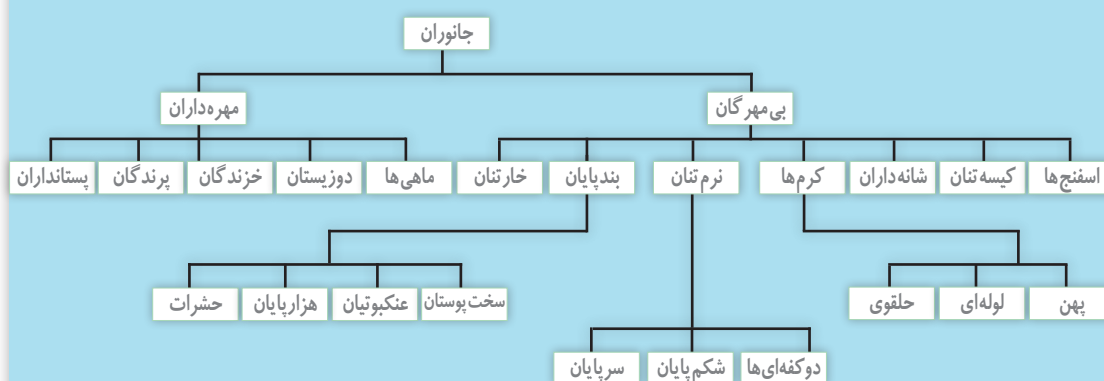 جانوران
بی‌مهرگان
مهره‌داران
اسفنج‌ها
کیسه‌تنان
شانه‌داران
کرم‌ها
نرم‌تنان
بندپایان
خارتنان
ماهی‌ها
دوزیستان
خزندگان
پرندگان
پستانداران
پهن
لوله‌ای
حلقوی
سخت‌پوستان
عنکبوتیان
هزارپایان
حشرات
دوکفه‌ای‌ها
شکم‌پایان
سرپایان